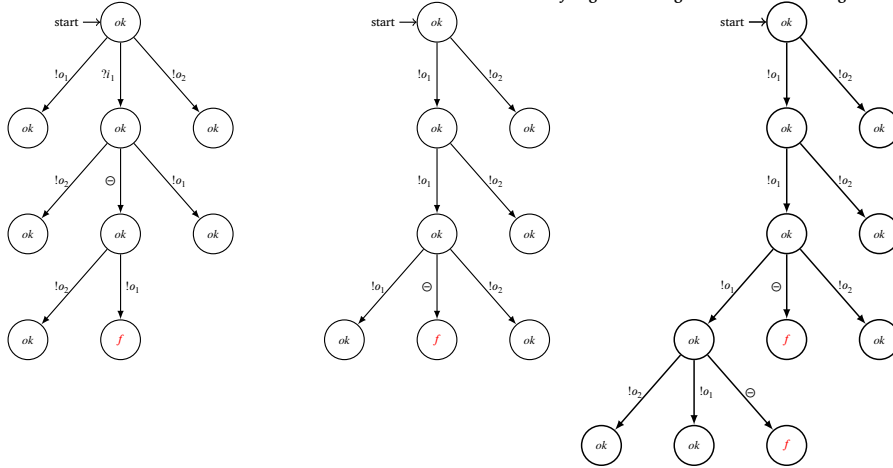 start ok start ok start ok
!o₁ ?i₁ !o₂ !o₁ !o₂ !o₁ !o₂
ok ok ok ok ok ok ok
!o₂ ⊖ !o₁ !o₁ !o₂ !o₁ !o₂
ok ok ok ok ok ok ok
!o₂ !o₁ !o₁ ⊖ !o₂ !o₁ ⊖ !o₂
ok f ok f ok ok f ok
!o₂ !o₁ ⊖
ok ok f